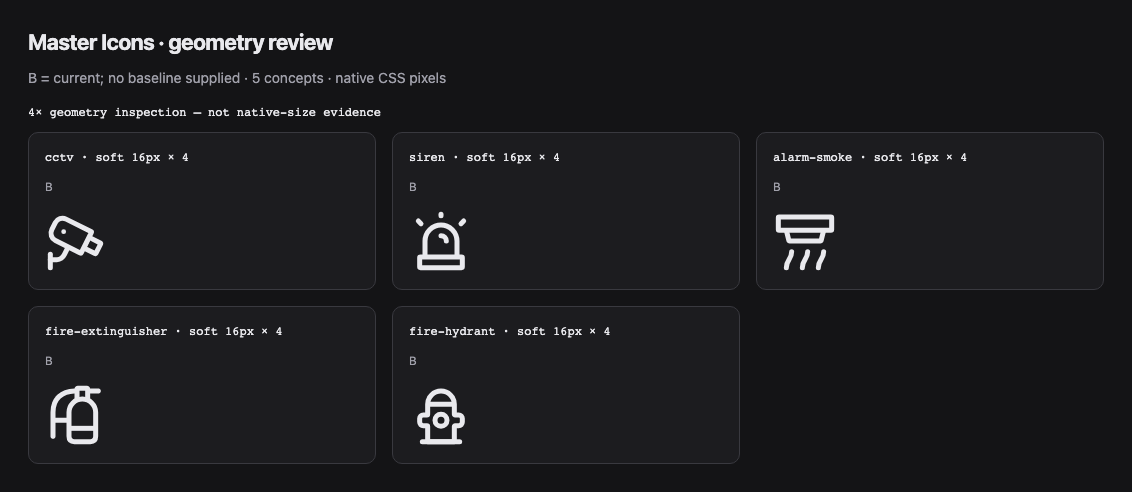 Master Icons · geometry review
B = current; no baseline supplied · 5 concepts · native CSS pixels
4× geometry inspection — not native-size evidence
cctv · soft 16px × 4
B
siren · soft 16px × 4
B
alarm-smoke · soft 16px × 4
B
fire-extinguisher · soft 16px × 4
B
fire-hydrant · soft 16px × 4
B